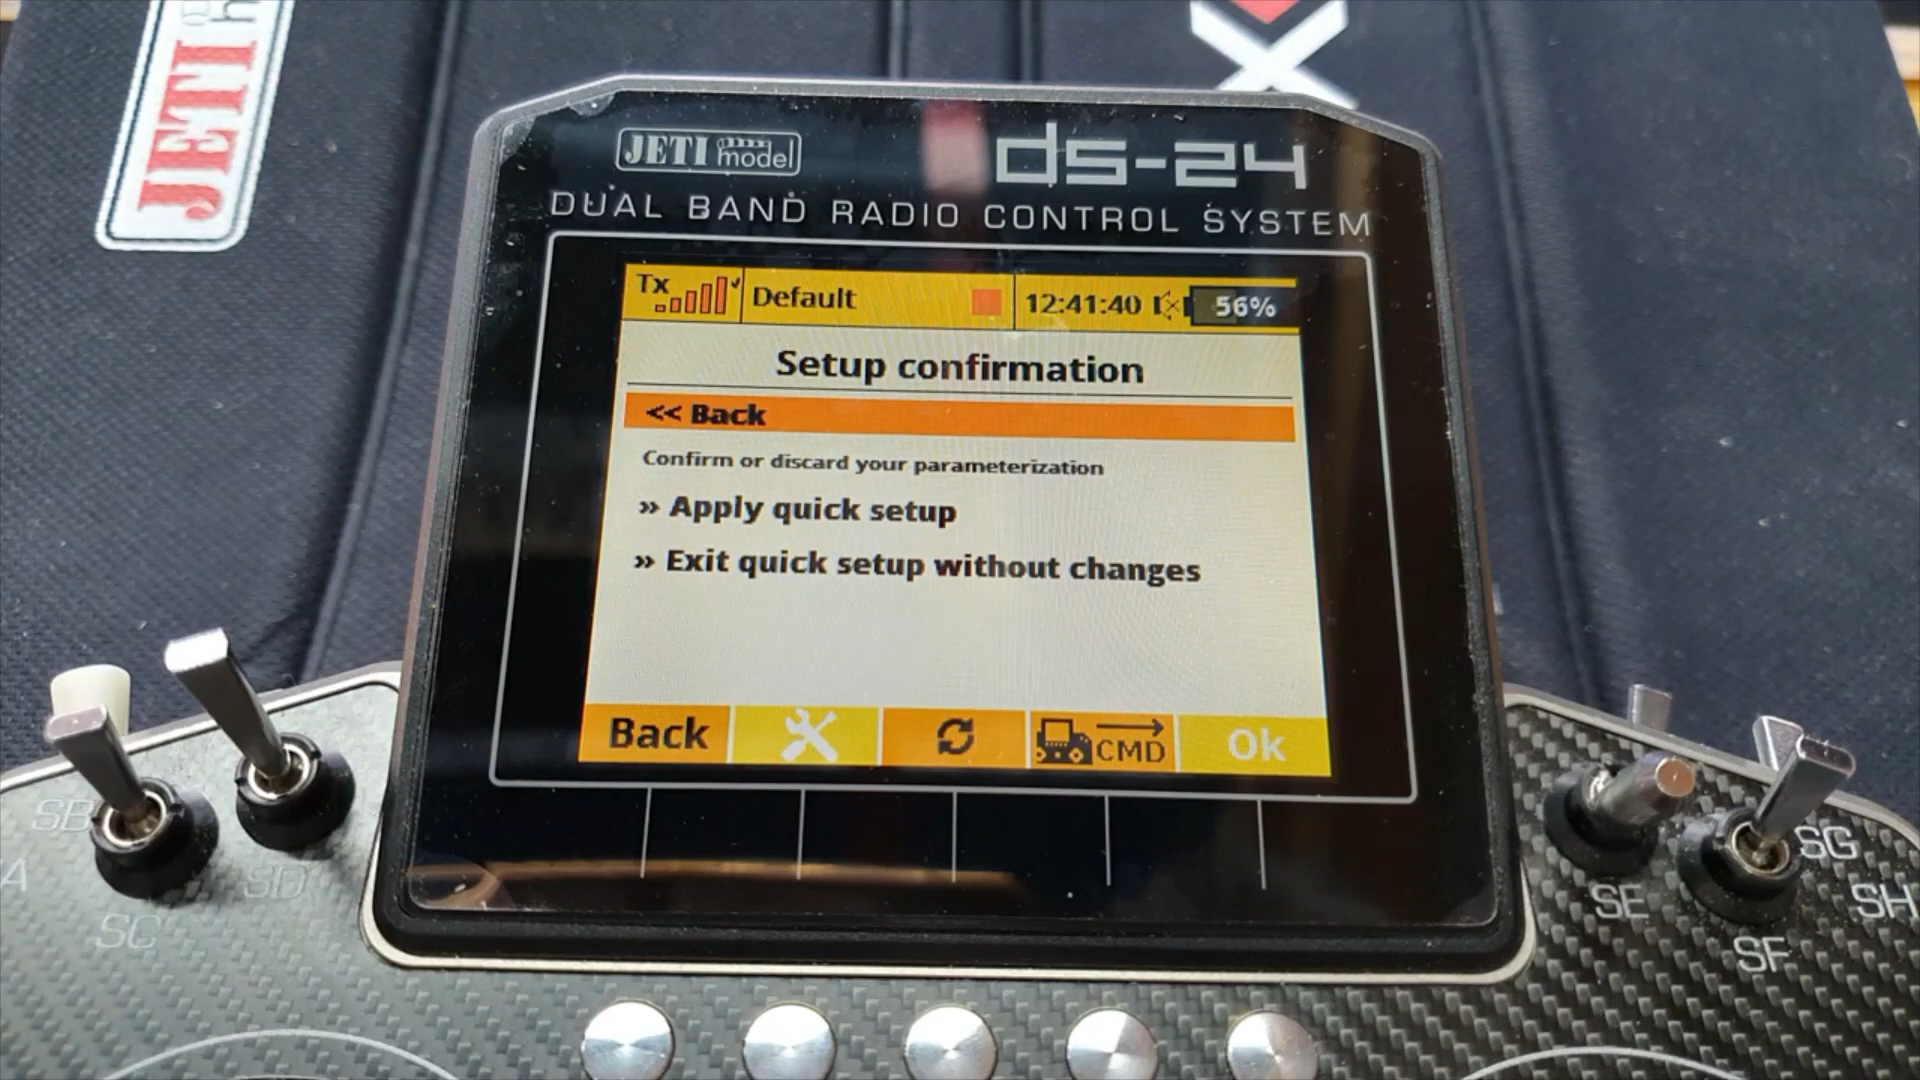 JETI
X
JETI model
ds-24
DUAL BAND RADIO CONTROL SYSTEM
Tx Default 12:41:40 56%
Setup confirmation
<< Back
Confirm or discard your parameterization
» Apply quick setup
» Exit quick setup without changes
Back CMD Ok
SB
SD
SC
SG
SE
SH
SF